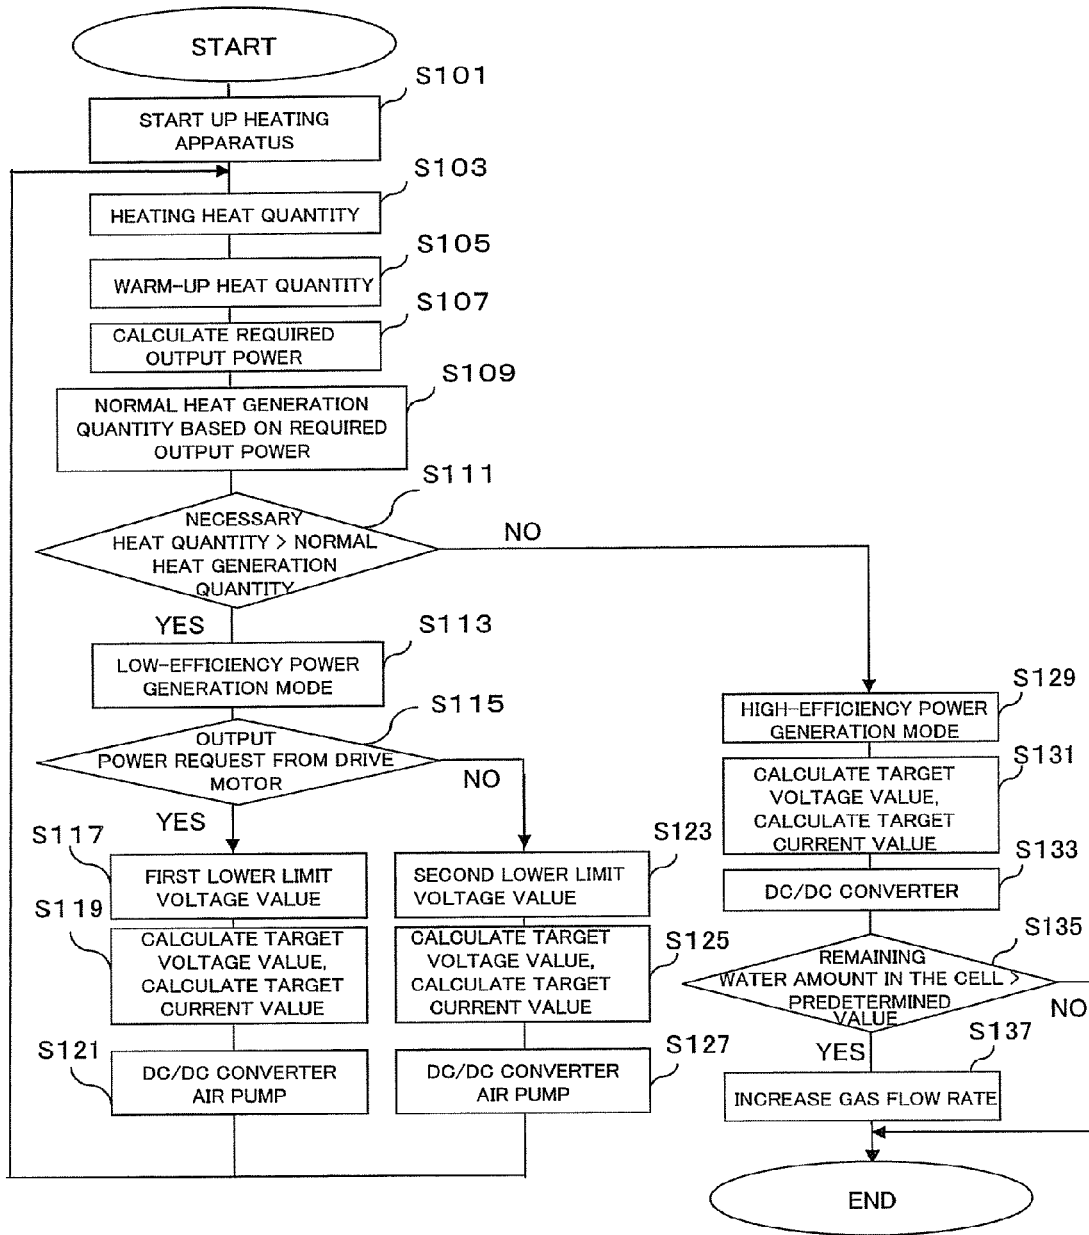 START
S101
START UP HEATING
APPARATUS
S103
HEATING HEAT QUANTITY
S105
WARM-UP HEAT QUANTITY
S107
CALCULATE REQUIRED
OUTPUT POWER
S109
NORMAL HEAT GENERATION
QUANTITY BASED ON REQUIRED
OUTPUT POWER
S111
NECESSARY
HEAT QUANTITY > NORMAL
HEAT GENERATION
QUANTITY
NO
YES
S113
LOW-EFFICIENCY POWER
GENERATION MODE
S115
OUTPUT
POWER REQUEST FROM DRIVE
MOTOR
NO
YES
S117
FIRST LOWER LIMIT
VOLTAGE VALUE
S119
CALCULATE TARGET
VOLTAGE VALUE,
CALCULATE TARGET
CURRENT VALUE
S121
DC/DC CONVERTER
AIR PUMP
S123
SECOND LOWER LIMIT
VOLTAGE VALUE
S125
CALCULATE TARGET
VOLTAGE VALUE,
CALCULATE TARGET
CURRENT VALUE
S127
DC/DC CONVERTER
AIR PUMP
S129
HIGH-EFFICIENCY POWER
GENERATION MODE
S131
CALCULATE TARGET
VOLTAGE VALUE,
CALCULATE TARGET
CURRENT VALUE
S133
DC/DC CONVERTER
S135
REMAINING
WATER AMOUNT IN THE CELL >
PREDETERMINED
VALUE
NO
YES
S137
INCREASE GAS FLOW RATE
END